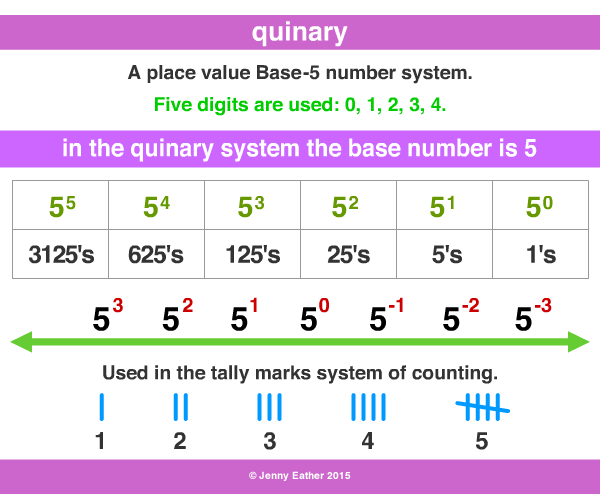 quinary
A place value Base-5 number system.
Five digits are used: 0, 1, 2, 3, 4.
in the quinary system the base number is 5
5⁵ 5⁴ 5³ 5² 5¹ 5⁰
3125's 625's 125's 25's 5's 1's
5³ 5² 5¹ 5⁰ 5⁻¹ 5⁻² 5⁻³
Used in the tally marks system of counting.
1 2 3 4 5
© Jenny Eather 2015